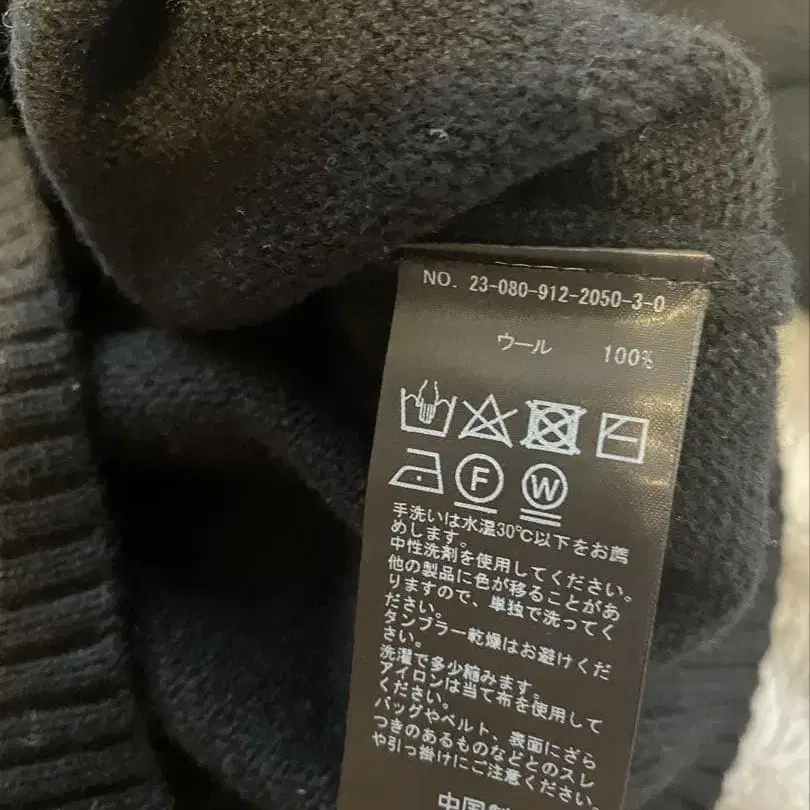 NO. 23-080-912-2050-3-0
ウール 100%
F W
手洗いは水温30℃以下をお薦
めします。
中性洗剤を使用してください。
他の製品に色が移ることがあ
りますので、単独で洗ってく
ださい。
タンブラー乾燥はお避けくだ
さい。
洗濯で多少縮みます。
アイロンは当て布を使用して
ください。
バッグやベルト、表面にざら
つきのあるものなどとのスレ
や引っ掛けにご注意ください。
中国製